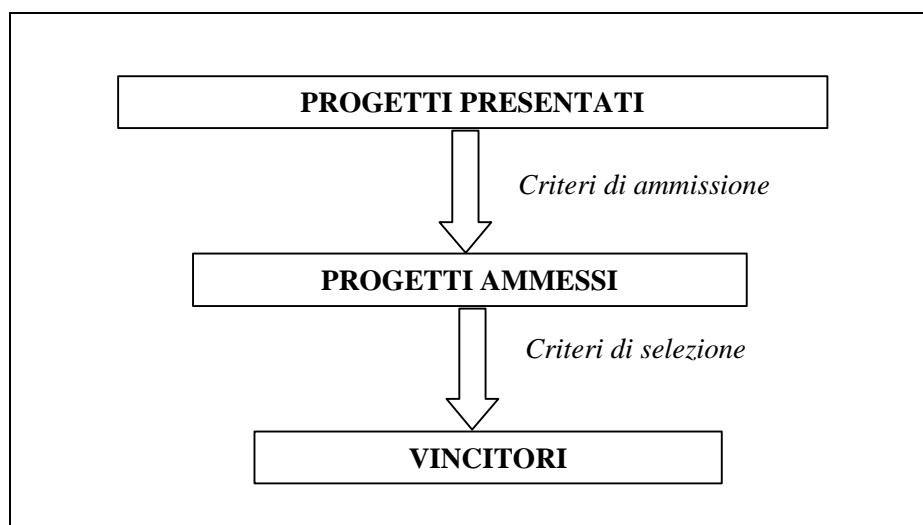 PROGETTI PRESENTATI
Criteri di ammissione
PROGETTI AMMESSI
Criteri di selezione
VINCITORI